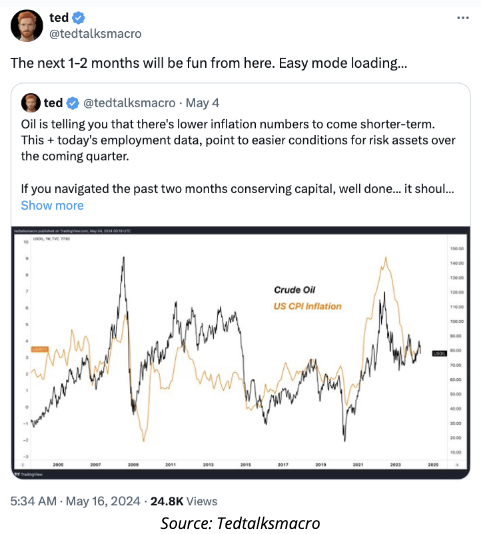 ted
@tedtalksmacro
The next 1-2 months will be fun from here. Easy mode loading...
ted @tedtalksmacro · May 4
Oil is telling you that there's lower inflation numbers to come shorter-term.
This + today's employment data, point to easier conditions for risk assets over
the coming quarter.
If you navigated the past two months conserving capital, well done... it shoul...
Show more
Crude Oil
US CPI Inflation
10
9
8
7
6
5
4
3
2
1
0
-1
-2
-3
150.00
140.00
130.00
120.00
110.00
100.00
90.00
80.00
70.00
60.00
50.00
40.00
30.00
20.00
10.00
USOIL
2005
2007
2009
2011
2013
2015
2017
2019
2021
2023
2025
TradingView
5:34 AM · May 16, 2024 · 24.8K Views
Source: Tedtalksmacro